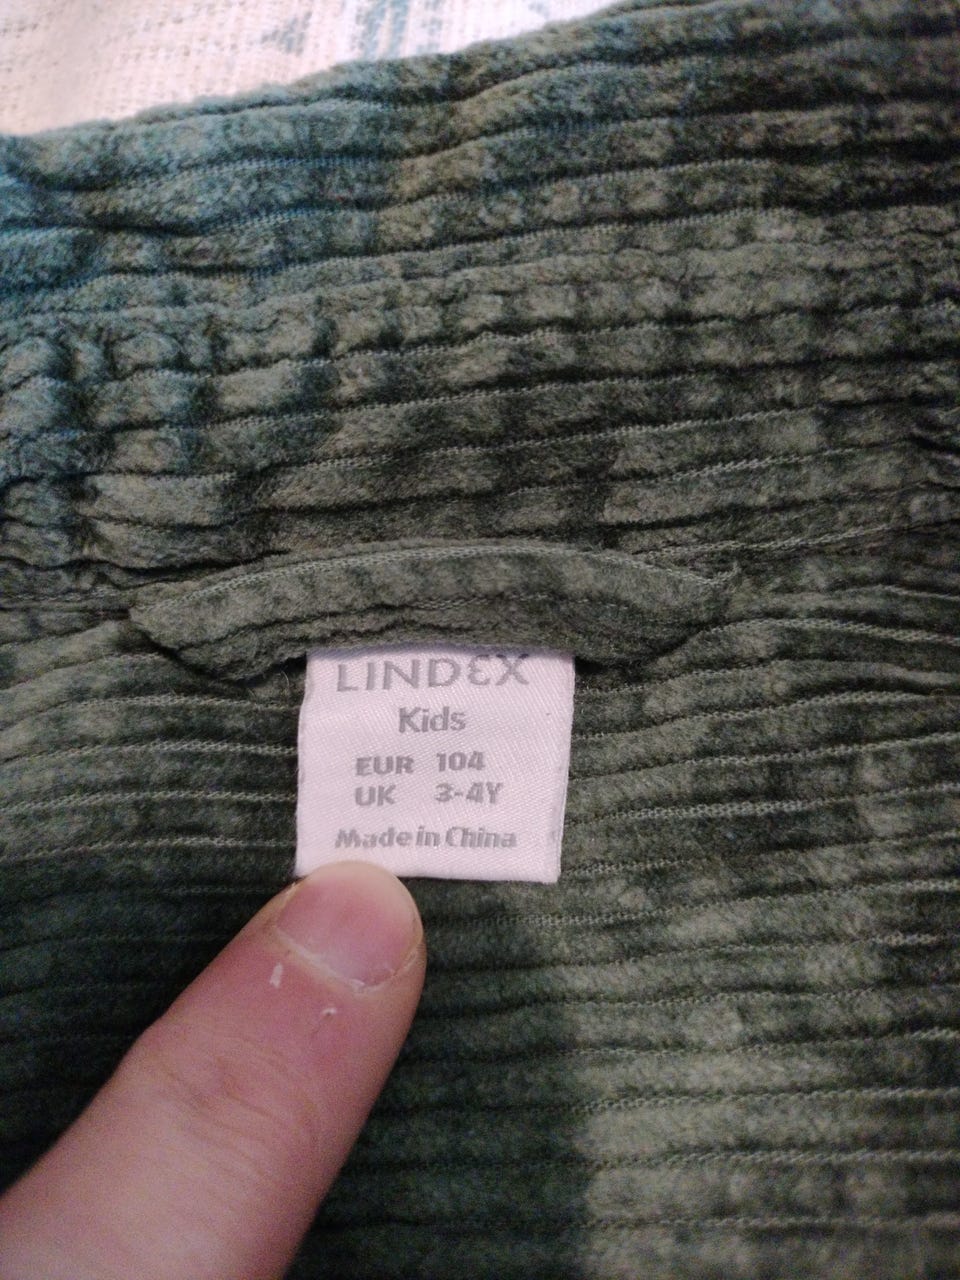 LINDEX
Kids
EUR 104
UK 3-4Y
Made in China